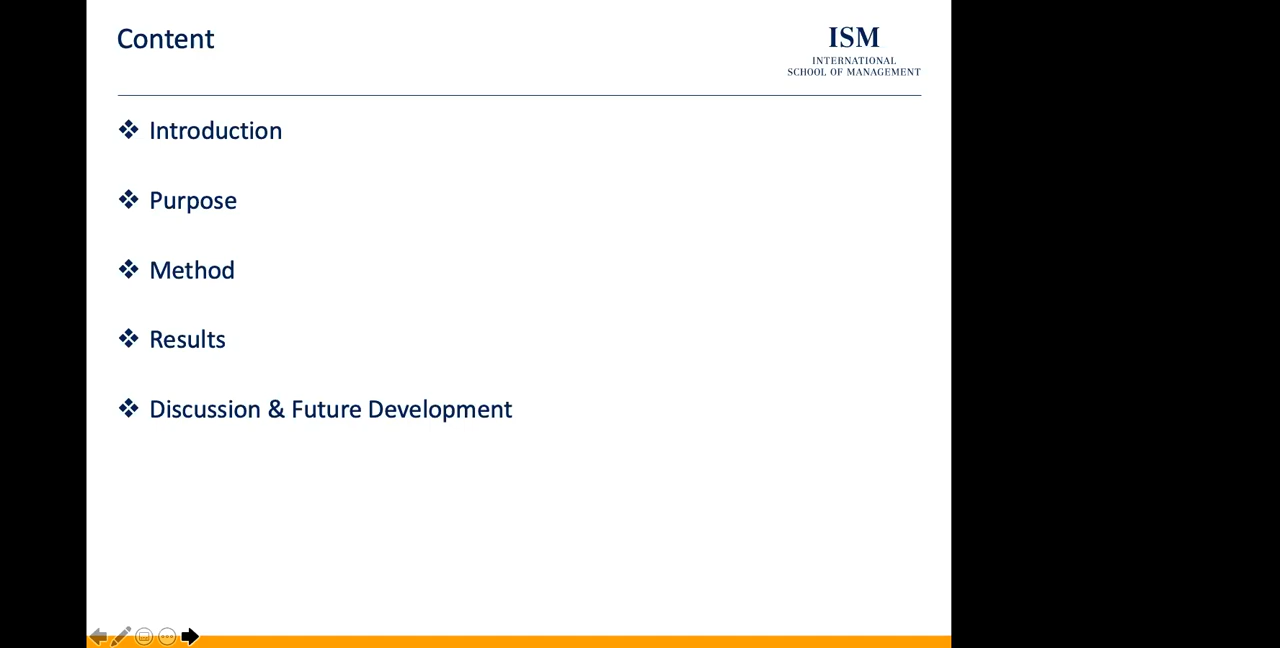 Content
ISM
INTERNATIONAL
SCHOOL OF MANAGEMENT
Introduction
Purpose
Method
Results
Discussion & Future Development